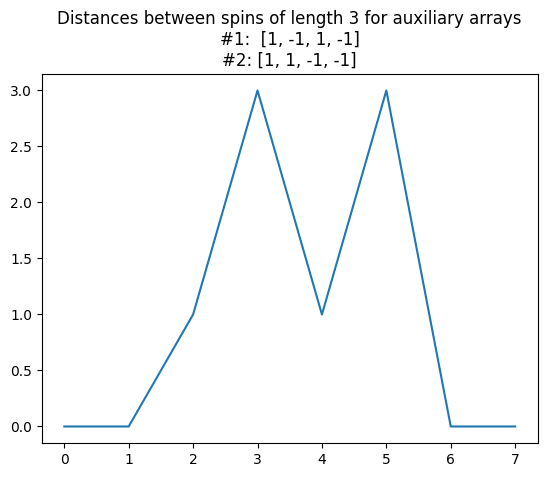 Distances between spins of length 3 for auxiliary arrays
#1:  [1, -1, 1, -1]
#2: [1, 1, -1, -1]
3.0
2.5
2.0
1.5
1.0
0.5
0.0
0 1 2 3 4 5 6 7